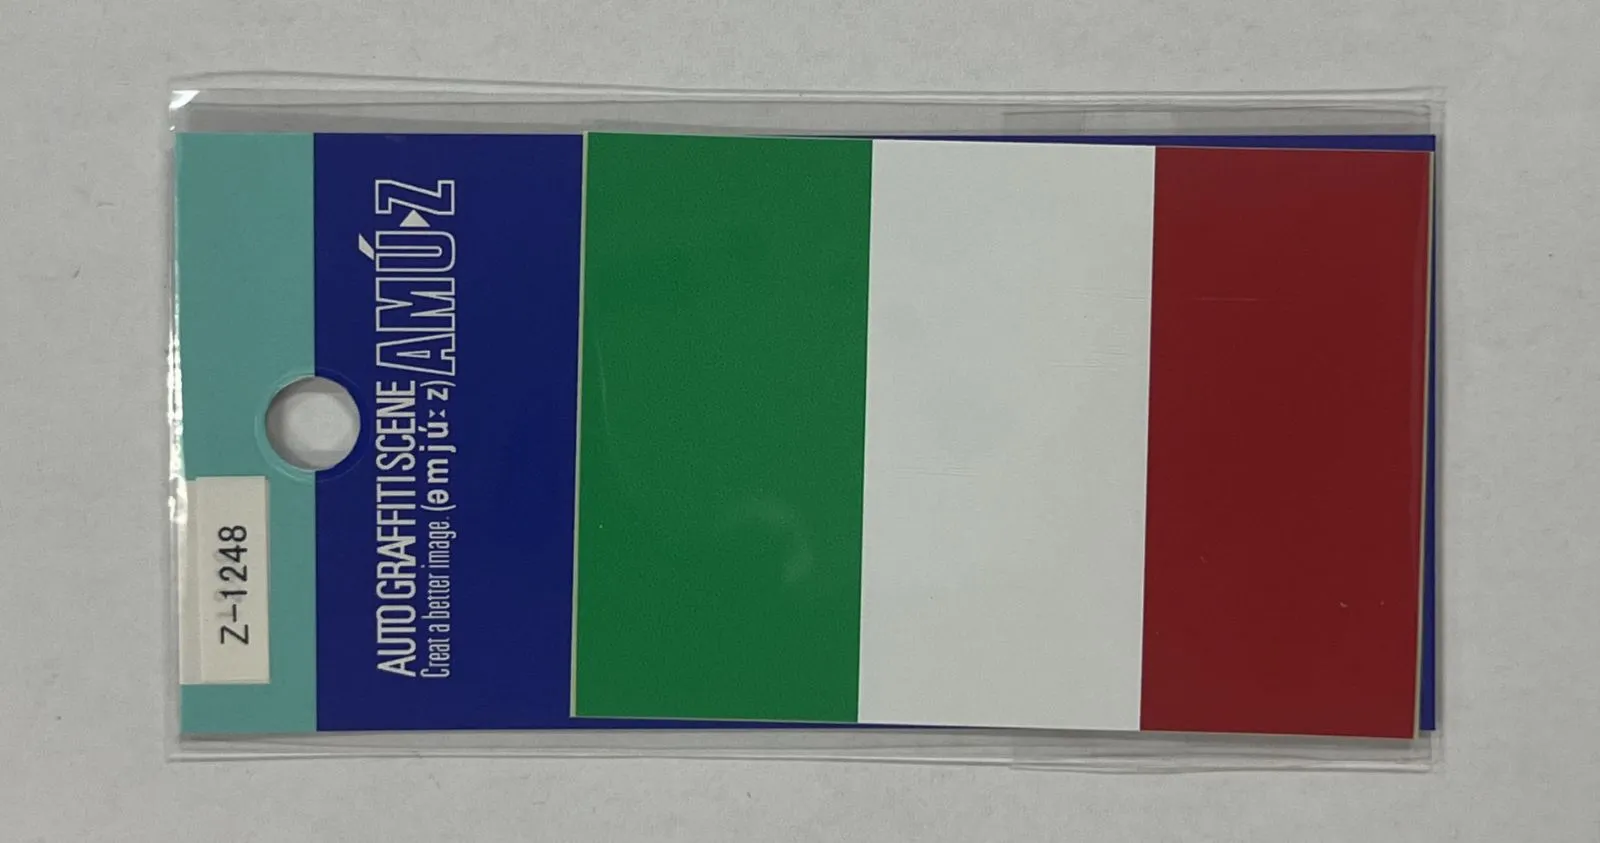 Z-1248
AUTO GRAFFITI SCENE AMÚ▶Z
Creat a better image. (əmjú:z)